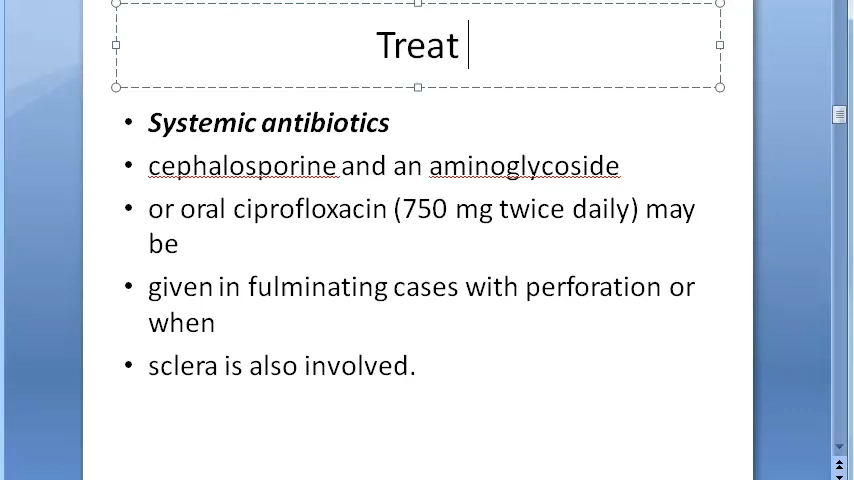 Treat
• Systemic antibiotics
• cephalosporine and an aminoglycoside
• or oral ciprofloxacin (750 mg twice daily) may
be
• given in fulminating cases with perforation or
when
• sclera is also involved.